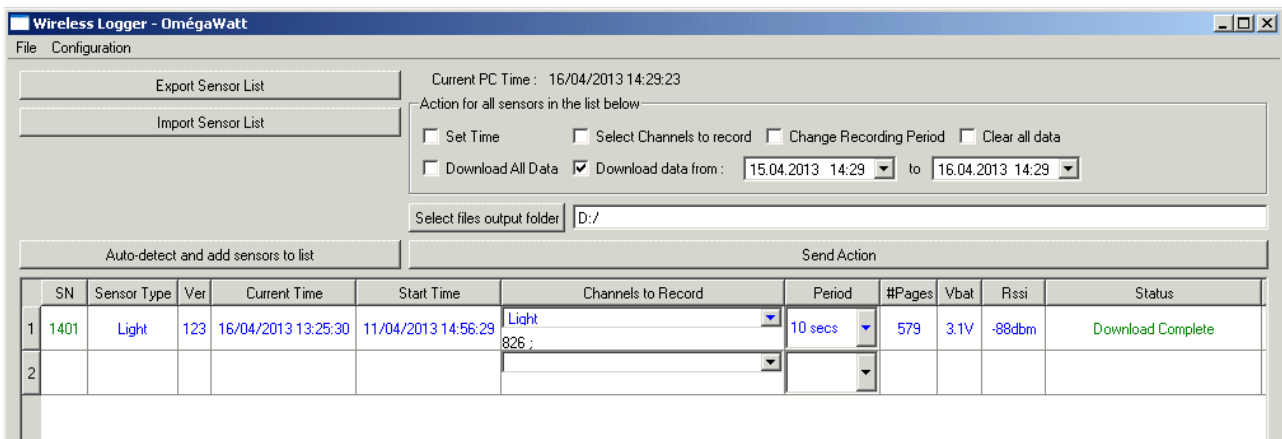 Wireless Logger - OmégaWatt
File Configuration
Export Sensor List
Import Sensor List
Current PC Time : 16/04/2013 14:29:23
Action for all sensors in the list below
Set Time Select Channels to record Change Recording Period Clear all data
Download All Data Download data from : 15.04.2013 14:29 to 16.04.2013 14:29
Select files output folder D:/
Auto-detect and add sensors to list Send Action
SN Sensor Type Ver Current Time Start Time Channels to Record Period #Pages Vbat Rssi Status
1 1401 Light 123 16/04/2013 13:25:30 11/04/2013 14:56:29 Light 10 secs 579 3.1V -88dbm Download Complete
826 ;
2